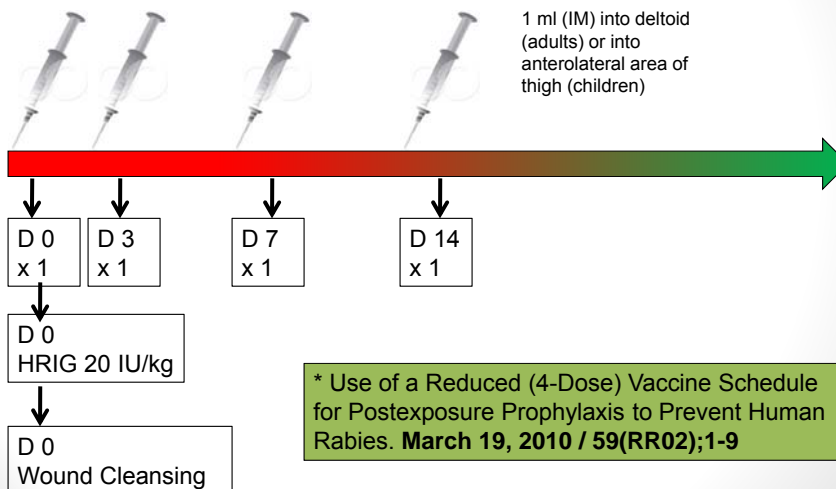 1 ml (IM) into deltoid
(adults) or into
anterolateral area of
thigh (children)
D 0
x 1
D 3
x 1
D 7
x 1
D 14
x 1
D 0
HRIG 20 IU/kg
D 0
Wound Cleansing
* Use of a Reduced (4-Dose) Vaccine Schedule
for Postexposure Prophylaxis to Prevent Human
Rabies. March 19, 2010 / 59(RR02);1-9